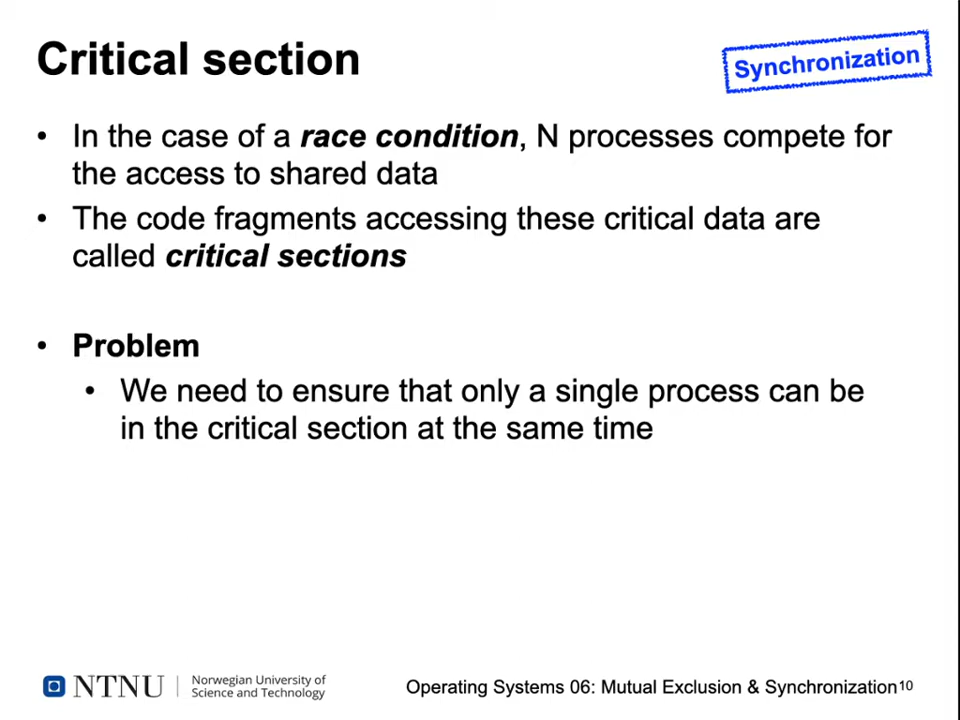 Critical section
Synchronization
• In the case of a race condition, N processes compete for
the access to shared data
• The code fragments accessing these critical data are
called critical sections
• Problem
• We need to ensure that only a single process can be
in the critical section at the same time
NTNU
Norwegian University of
Science and Technology
Operating Systems 06: Mutual Exclusion & Synchronization 10